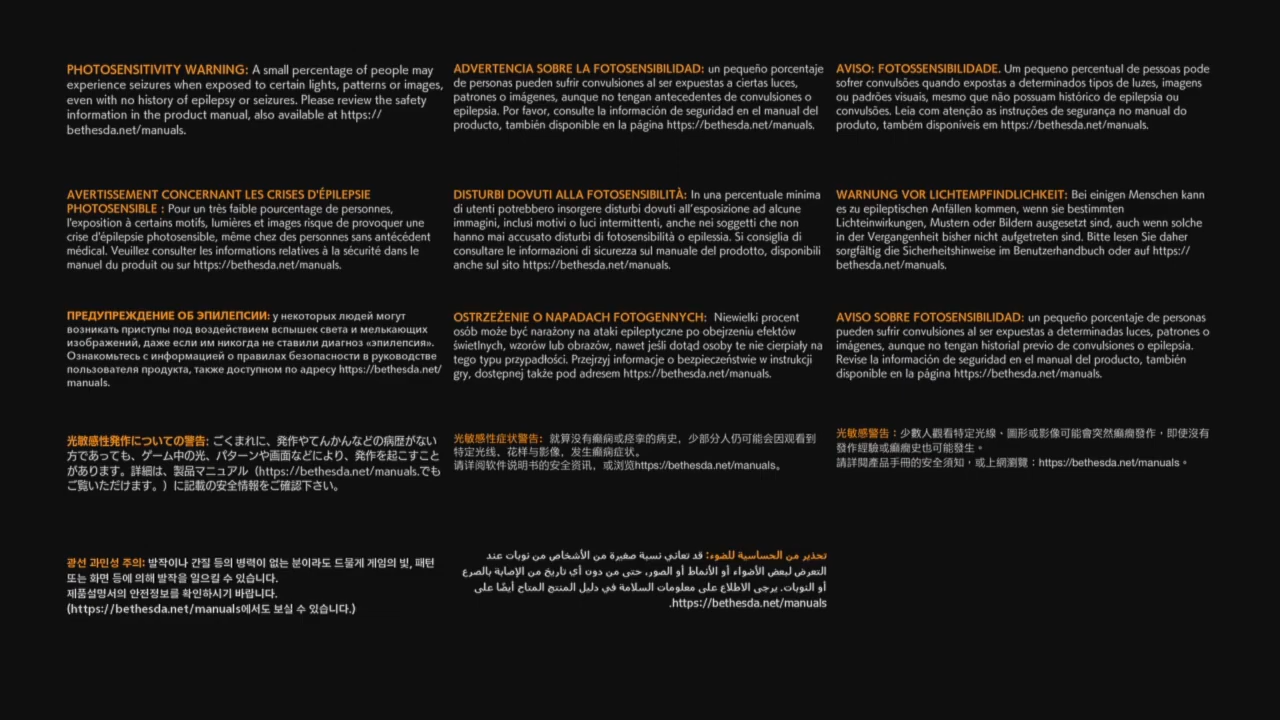 PHOTOSENSITIVITY WARNING: A small percentage of people may
experience seizures when exposed to certain lights, patterns or images,
even with no history of epilepsy or seizures. Please review the safety
information in the product manual, also available at https://
bethesda.net/manuals.
ADVERTENCIA SOBRE LA FOTOSENSIBILIDAD: un pequeño porcentaje
de personas pueden sufrir convulsiones al ser expuestas a ciertas luces,
patrones o imágenes, aunque no tengan antecedentes de convulsiones o
epilepsia. Por favor, consulte la información de seguridad en el manual del
producto, también disponible en la página https://bethesda.net/manuals.
AVISO: FOTOSSENSIBILIDADE. Um pequeno percentual de pessoas pode
sofrer convulsões quando expostas a determinados tipos de luzes, imagens
ou padrões visuais, mesmo que não possuam histórico de epilepsia ou
convulsões. Leia com atenção as instruções de segurança no manual do
produto, também disponíveis em https://bethesda.net/manuals.
AVERTISSEMENT CONCERNANT LES CRISES D'ÉPILEPSIE
PHOTOSENSIBLE : Pour un très faible pourcentage de personnes,
l'exposition à certains motifs, lumières et images risque de provoquer une
crise d'épilepsie photosensible, même chez des personnes sans antécédent
médical. Veuillez consulter les informations relatives à la sécurité dans le
manuel du produit ou sur https://bethesda.net/manuals.
DISTURBI DOVUTI ALLA FOTOSENSIBILITÀ: In una percentuale minima
di utenti potrebbero insorgere disturbi dovuti all'esposizione ad alcune
immagini, inclusi motivi o luci intermittenti, anche nei soggetti che non
hanno mai accusato disturbi di fotosensibilità o epilessia. Si consiglia di
consultare le informazioni di sicurezza sul manuale del prodotto, disponibili
anche sul sito https://bethesda.net/manuals.
WARNUNG VOR LICHTEMPFINDLICHKEIT: Bei einigen Menschen kann
es zu epileptischen Anfällen kommen, wenn sie bestimmten
Lichteinwirkungen, Mustern oder Bildern ausgesetzt sind, auch wenn solche
in der Vergangenheit bisher nicht aufgetreten sind. Bitte lesen Sie daher
sorgfältig die Sicherheitshinweise im Benutzerhandbuch oder auf https://
bethesda.net/manuals.
ПРЕДУПРЕЖДЕНИЕ ОБ ЭПИЛЕПСИИ: у некоторых людей могут
возникать приступы под воздействием вспышек света и мелькающих
изображений, даже если им никогда не ставили диагноз «эпилепсия».
Ознакомьтесь с информацией о правилах безопасности в руководстве
пользователя продукта, также доступном по адресу https://bethesda.net/
manuals.
OSTRZEŻENIE O NAPADACH FOTOGENNYCH: Niewielki procent
osób może być narażony na ataki epileptyczne po obejrzeniu efektów
świetlnych, wzorów lub obrazów, nawet jeśli dotąd osoby te nie cierpiały na
tego typu przypadłości. Przejrzyj informacje o bezpieczeństwie w instrukcji
gry, dostępnej także pod adresem https://bethesda.net/manuals.
AVISO SOBRE FOTOSENSIBILIDAD: un pequeño porcentaje de personas
pueden sufrir convulsiones al ser expuestas a determinadas luces, patrones o
imágenes, aunque no tengan historial previo de convulsiones o epilepsia.
Revise la información de seguridad en el manual del producto, también
disponible en la página https://bethesda.net/manuals.
光敏感性発作についての警告: ごくまれに、発作やてんかんなどの病歴がない
方であっても、ゲーム中の光、パターンや画面などにより、発作を起こすこと
があります。詳細は、製品マニュアル（https://bethesda.net/manuals.でも
ご覧いただけます。）に記載の安全情報をご確認下さい。
光敏感性症状警告：就算没有癫痫或痉挛的病史，少部分人仍可能会因观看到
特定光线、花样与影像，发生癫痫症状。
请详阅软件说明书的安全资讯，或浏览https://bethesda.net/manuals。
光敏感警告：少數人觀看特定光線、圖形或影像可能會突然癲癇發作，即使沒有
發作經驗或癲癇史也可能發生。
請詳閱產品手冊的安全須知，或上網瀏覽：https://bethesda.net/manuals。
광선 과민성 주의: 발작이나 간질 등의 병력이 없는 분이라도 드물게 게임의 빛, 패턴
또는 화면 등에 의해 발작을 일으킬 수 있습니다.
제품설명서의 안전정보를 확인하시기 바랍니다.
(https://bethesda.net/manuals에서도 보실 수 있습니다.)
تحذير من الحساسية للضوء: قد تعاني نسبة صغيرة من الأشخاص من نوبات عند
التعرض لبعض الأضواء أو الأنماط أو الصور، حتى من دون أي تاريخ من الإصابة بالصرع
أو النوبات. يرجى الاطلاع على معلومات السلامة في دليل المنتج المتاح أيضًا على
https://bethesda.net/manuals.